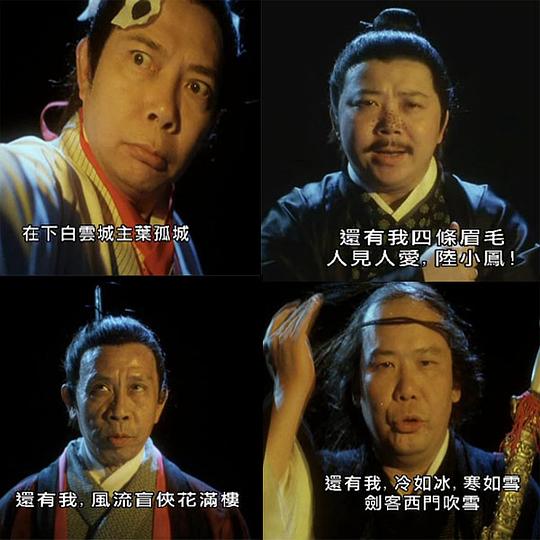 在下白雲城主葉孤城
還有我四條眉毛
人見人愛, 陸小鳳!
還有我, 風流盲俠花滿樓
還有我, 冷如冰, 寒如雪
劍客西門吹雪